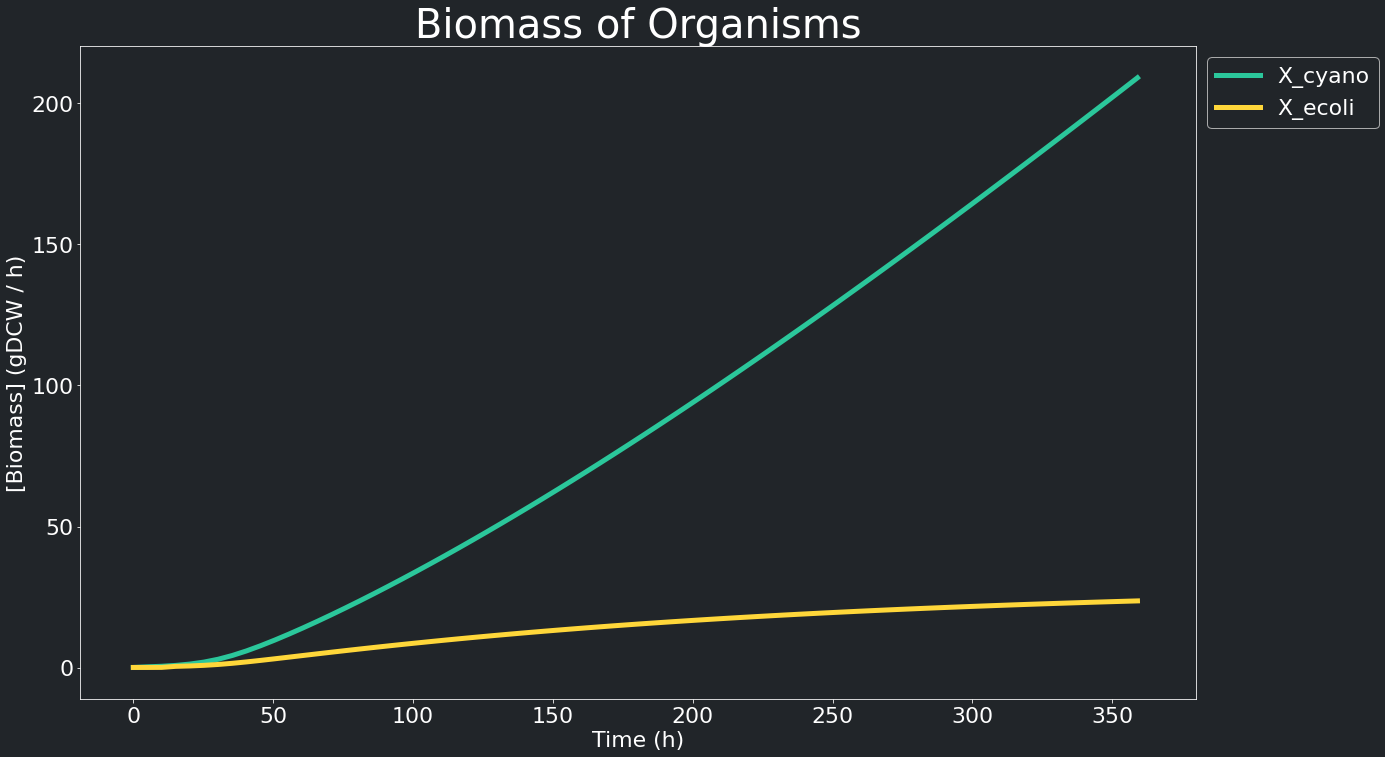 Biomass of Organisms
X_cyano
X_ecoli
[Biomass] (gDCW / h)
200
150
100
50
0
0 50 100 150 200 250 300 350
Time (h)